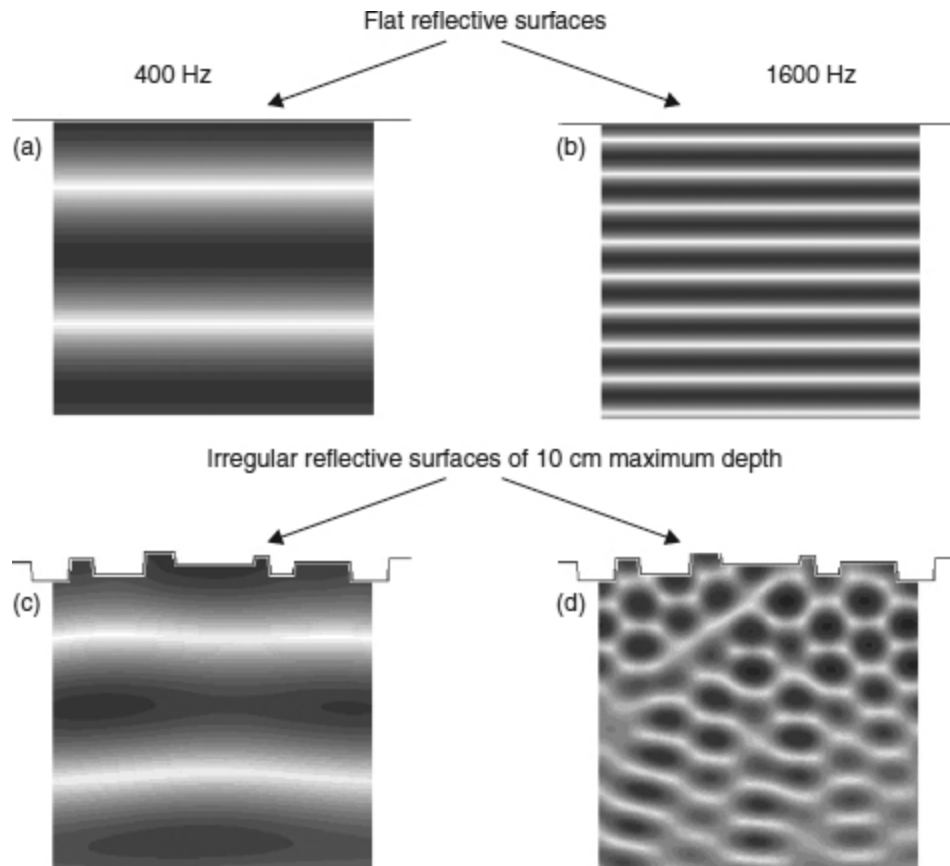 Flat reflective surfaces
400 Hz
1600 Hz
(a)
(b)
Irregular reflective surfaces of 10 cm maximum depth
(c)
(d)